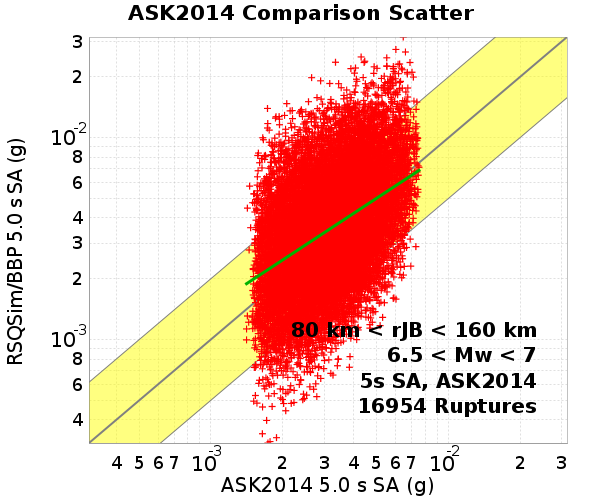 ASK2014 Comparison Scatter
3
2
10-2
8
6
4
3
2
10-3
8
6
4
RSQSim/BBP 5.0 s SA (g)
80 km < rJB < 160 km
6.5 < Mw < 7
5s SA, ASK2014
16954 Ruptures
4 5 6 7 10-3 2 3 4 5 6 7 10-2 2 3
ASK2014 5.0 s SA (g)